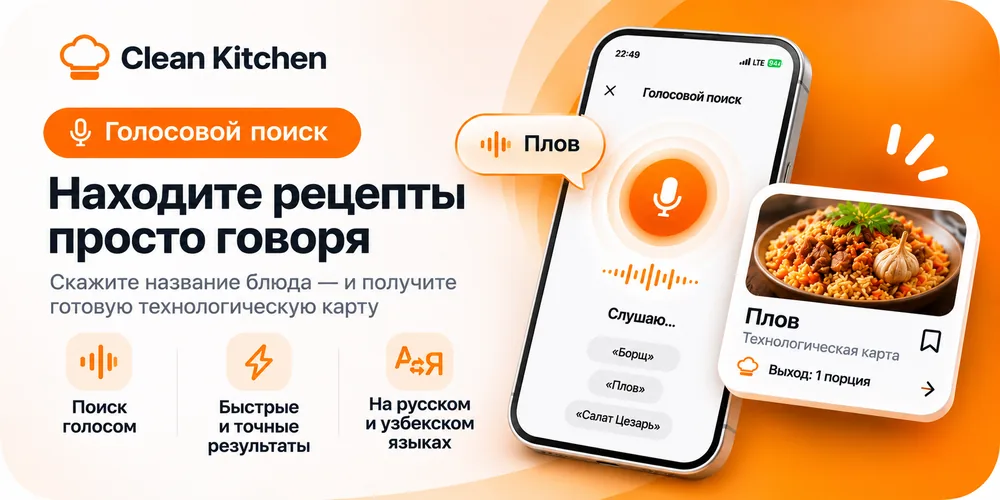 Clean Kitchen
Голосовой поиск
Находите рецепты
просто говоря
Скажите название блюда — и получите
готовую технологическую карту
Поиск
голосом
Быстрые
и точные
результаты
А⇄Я
На русском
и узбекском
языках
Плов
22:49
LTE 94
Голосовой поиск
Слушаю...
«Борщ»
«Плов»
«Салат Цезарь»
Плов
Технологическая карта
Выход: 1 порция